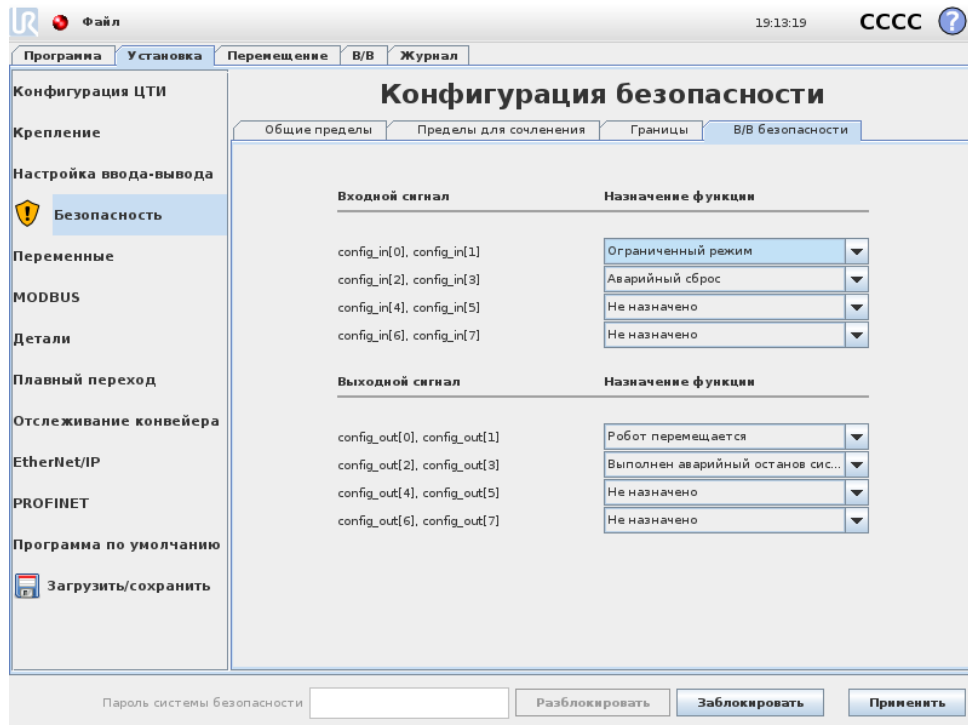 UR Файл 19:13:19 CCCC ?
Программа Установка Перемещение В/В Журнал
Конфигурация ЦТИ
Крепление
Настройка ввода-вывода
Безопасность
Переменные
MODBUS
Детали
Плавный переход
Отслеживание конвейера
EtherNet/IP
PROFINET
Программа по умолчанию
Загрузить/сохранить
Конфигурация безопасности
Общие пределы Пределы для сочленения Границы В/В безопасности
Входной сигнал Назначение функции
config_in[0], config_in[1] Ограниченный режим
config_in[2], config_in[3] Аварийный сброс
config_in[4], config_in[5] Не назначено
config_in[6], config_in[7] Не назначено
Выходной сигнал Назначение функции
config_out[0], config_out[1] Робот перемещается
config_out[2], config_out[3] Выполнен аварийный останов сис...
config_out[4], config_out[5] Не назначено
config_out[6], config_out[7] Не назначено
Пароль системы безопасности Разблокировать Заблокировать Применить